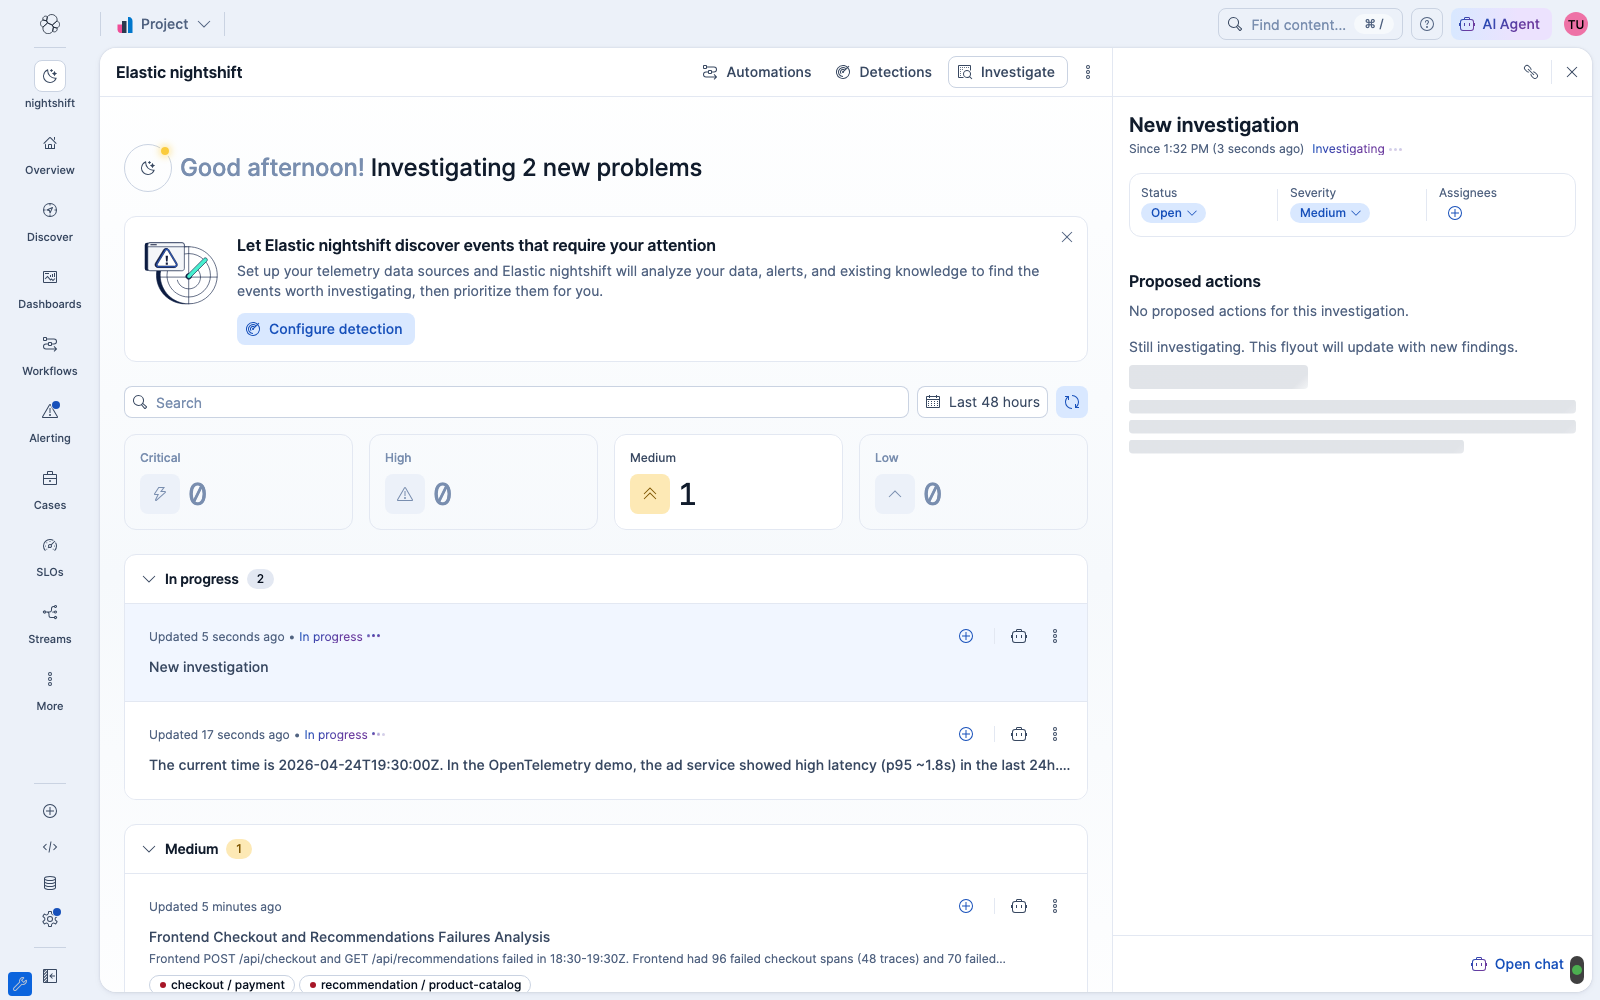 Project
Find content...
⌘ /
AI Agent
TU
nightshift
Overview
Discover
Dashboards
Workflows
Alerting
Cases
SLOs
Streams
More
Elastic nightshift
Automations
Detections
Investigate
Good afternoon! Investigating 2 new problems
Let Elastic nightshift discover events that require your attention
Set up your telemetry data sources and Elastic nightshift will analyze your data, alerts, and existing knowledge to find the
events worth investigating, then prioritize them for you.
Configure detection
Search
Last 48 hours
Critical
0
High
0
Medium
1
Low
0
In progress 2
Updated 5 seconds ago • In progress
New investigation
Updated 17 seconds ago • In progress
The current time is 2026-04-24T19:30:00Z. In the OpenTelemetry demo, the ad service showed high latency (p95 ~1.8s) in the last 24h....
Medium 1
Updated 5 minutes ago
Frontend Checkout and Recommendations Failures Analysis
Frontend POST /api/checkout and GET /api/recommendations failed in 18:30-19:30Z. Frontend had 96 failed checkout spans (48 traces) and 70 failed...
checkout / payment
recommendation / product-catalog
New investigation
Since 1:32 PM (3 seconds ago) Investigating
Status
Open
Severity
Medium
Assignees
Proposed actions
No proposed actions for this investigation.
Still investigating. This flyout will update with new findings.
Open chat